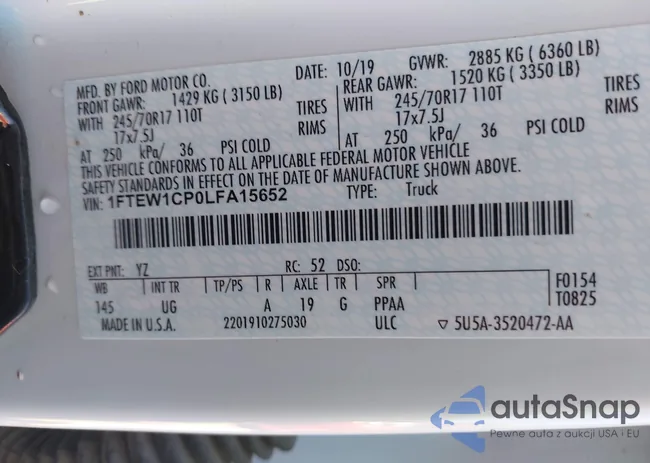 MFD. BY FORD MOTOR CO.
DATE: 10/19 GVWR: 2885 KG ( 6360 LB)
FRONT GAWR: 1429 KG ( 3150 LB)
REAR GAWR: 1520 KG ( 3350 LB)
WITH 245/70R17 110T TIRES
WITH 245/70R17 110T TIRES
17x7.5J RIMS
17x7.5J RIMS
AT 250 kPa/ 36 PSI COLD
AT 250 kPa/ 36 PSI COLD
THIS VEHICLE CONFORMS TO ALL APPLICABLE FEDERAL MOTOR VEHICLE
SAFETY STANDARDS IN EFFECT ON THE DATE OF MANUFACTURE SHOWN ABOVE.
VIN: 1FTEW1CP0LFA15652 TYPE: Truck
EXT PNT: YZ RC: 52 DSO:
WB INT TR TP/PS R AXLE TR SPR
145 UG A 19 G PPAA
F0154
T0825
MADE IN U.S.A. 2201910275030 ULC ▽ 5U5A-3520472-AA
autaSnap
Pewne auta z aukcji USA i EU